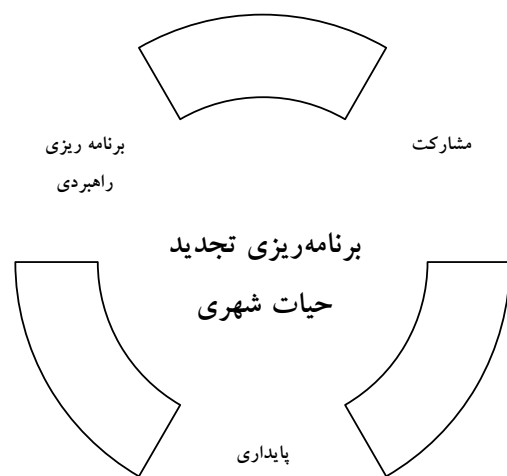 مشارکت
برنامه ریزی
راهبردی
برنامه‌ریزی تجدید
حیات شهری
پایداری